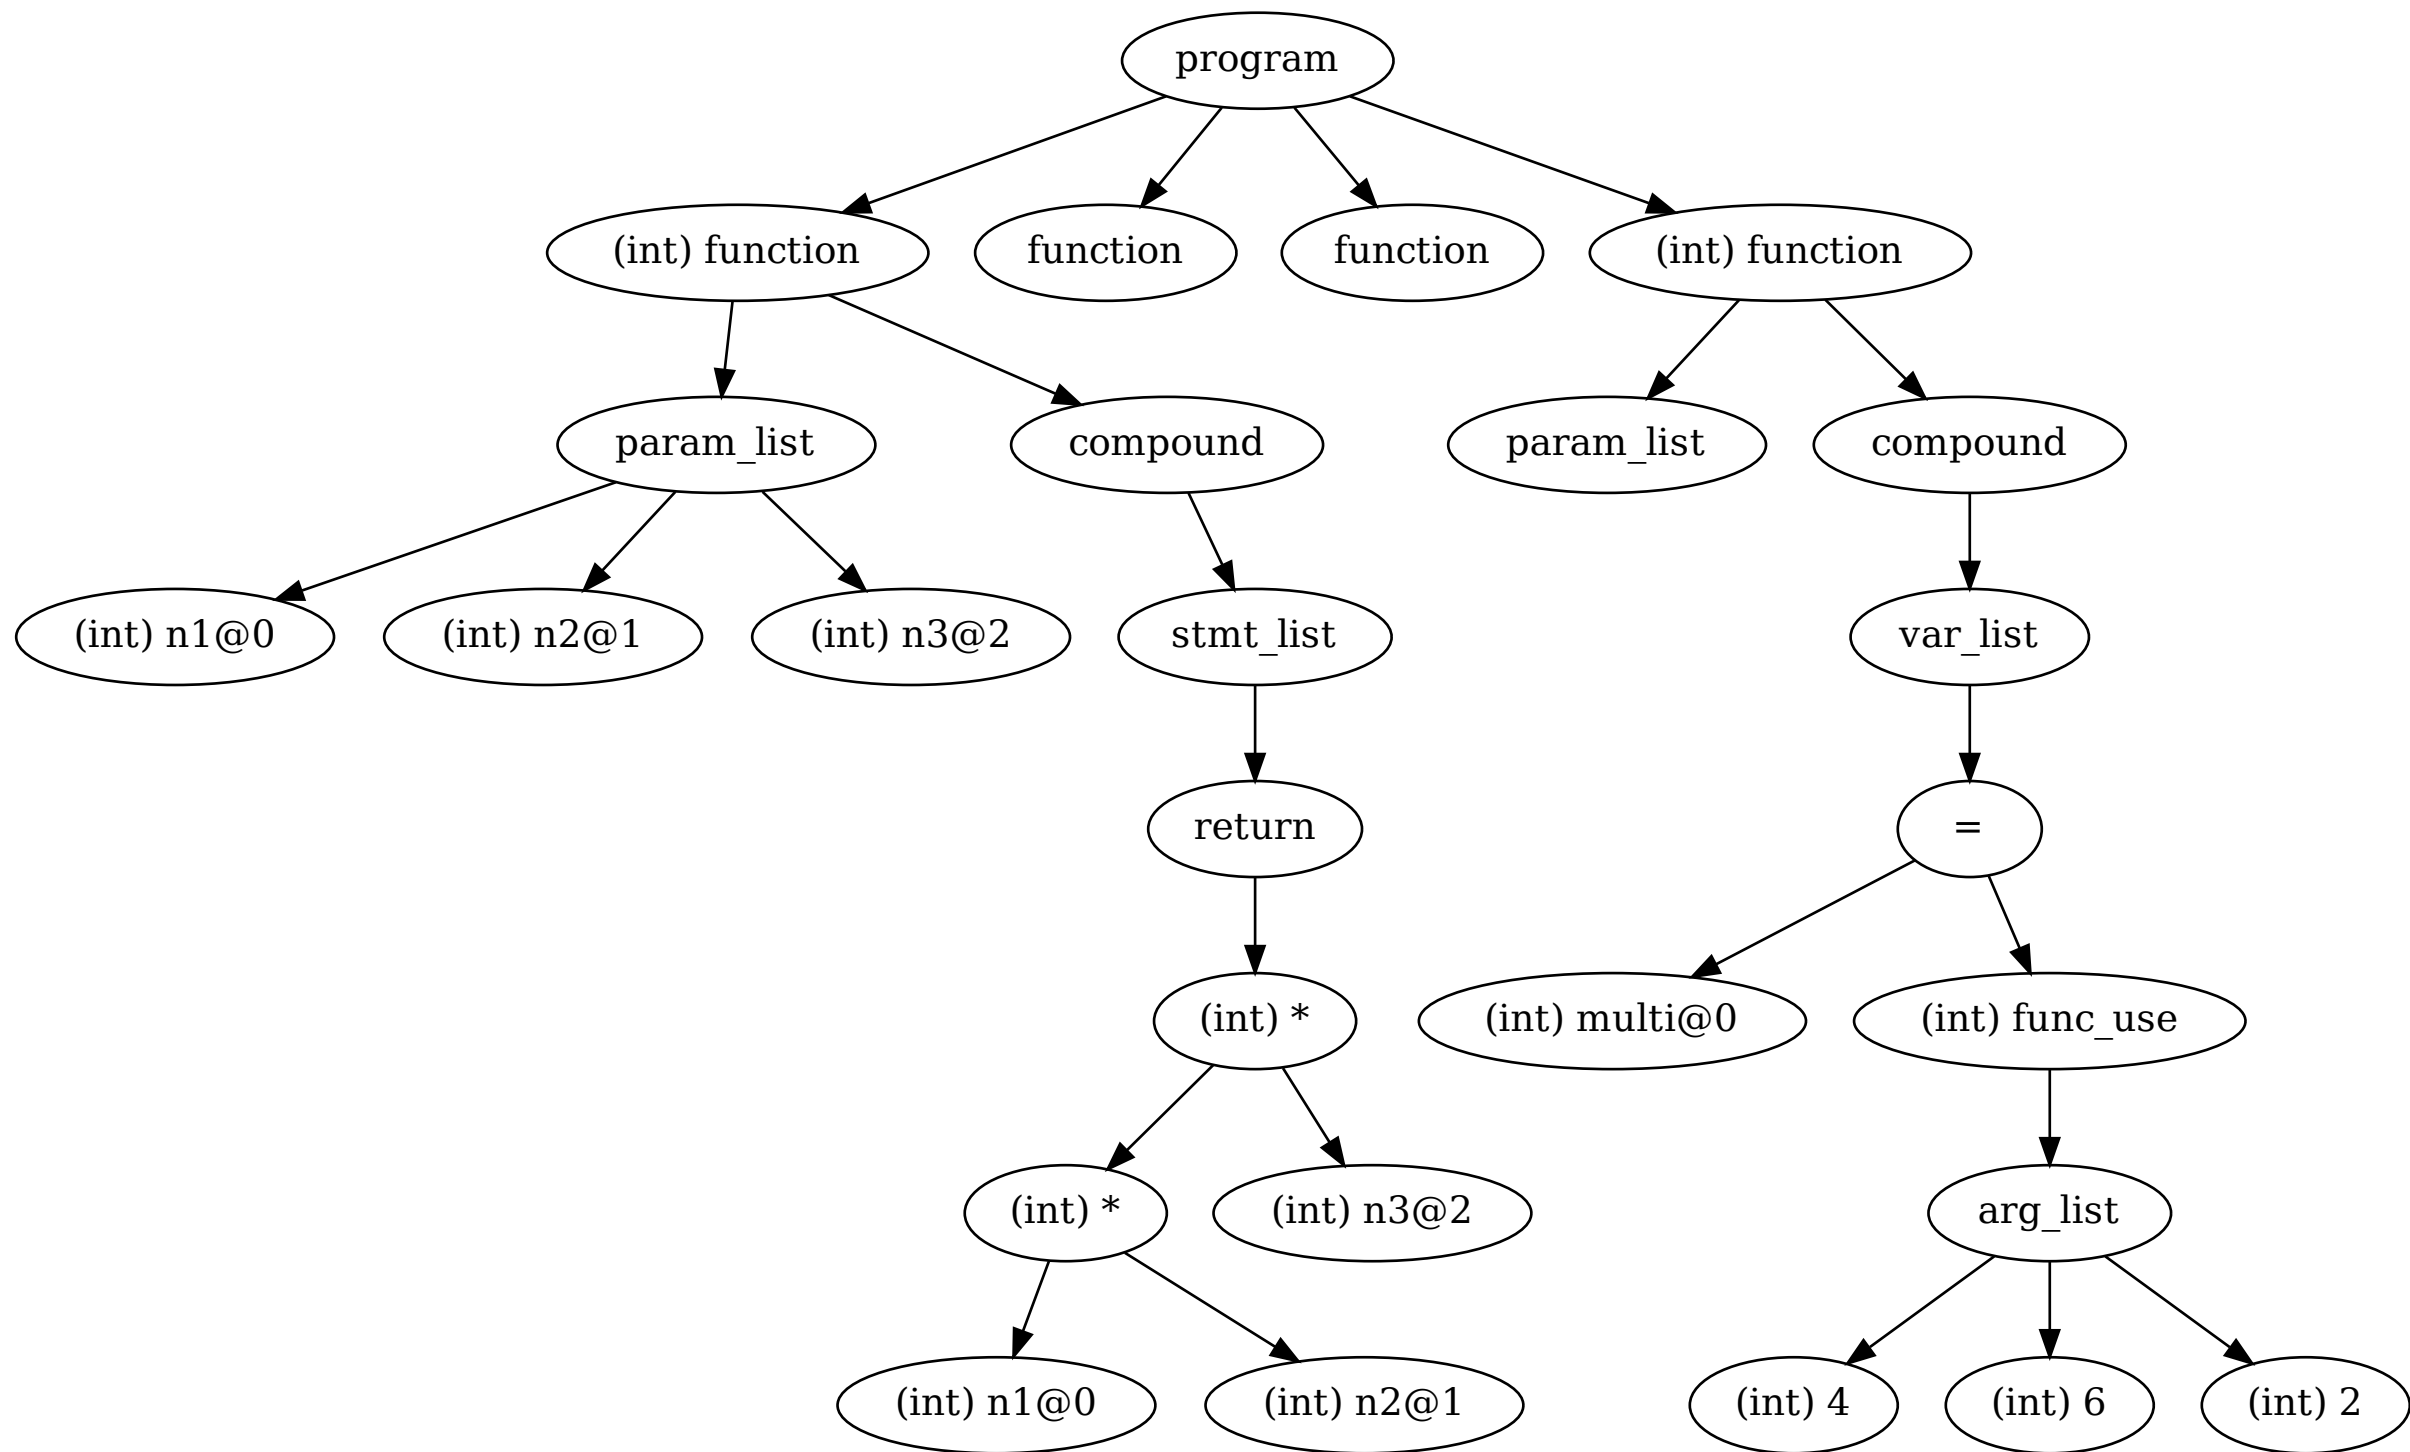 program
(int) function
function
function
(int) function
param_list
compound
param_list
compound
(int) n1@0
(int) n2@1
(int) n3@2
stmt_list
var_list
return
=
(int) *
(int) multi@0
(int) func_use
(int) *
(int) n3@2
arg_list
(int) n1@0
(int) n2@1
(int) 4
(int) 6
(int) 2